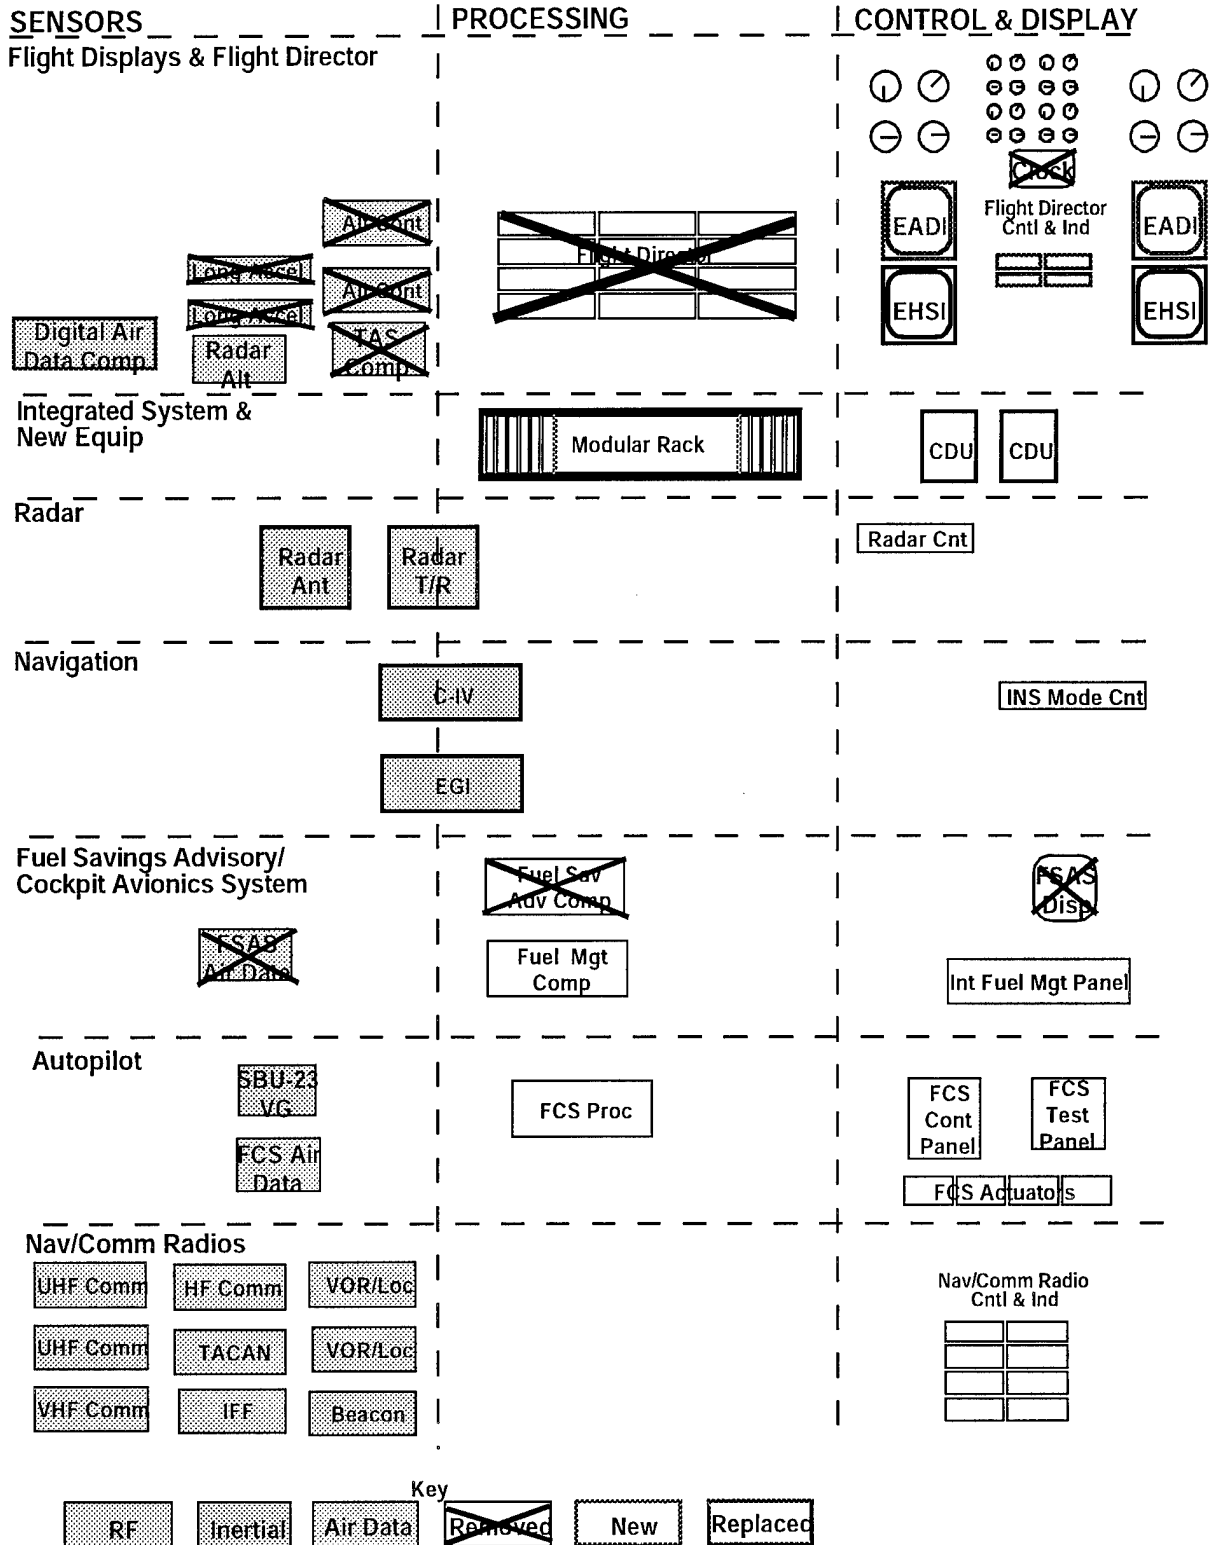 SENSORS
PROCESSING
CONTROL & DISPLAY
Flight Displays & Flight Director
Clock
Alt Cont
Flight Director
Cntl & Ind
EADI
EADI
Flight Director
Long Accel
Alt Cont
Long Accel
EHSI
EHSI
Digital Air
Data Comp
Radar
Alt
TAS
Comp
Integrated System &
New Equip
Modular Rack
CDU
CDU
Radar
Radar
Ant
Radar
T/R
Radar Cnt
Navigation
C-IV
INS Mode Cnt
EGI
Fuel Savings Advisory/
Cockpit Avionics System
Fuel Sav
Adv Comp
FSAS
Disp
FSAS
Air Data
Fuel Mgt
Comp
Int Fuel Mgt Panel
Autopilot
SBU-23
VG
FCS Proc
FCS
Cont
Panel
FCS
Test
Panel
FCS Air
Data
FCS Actuators
Nav/Comm Radios
UHF Comm
HF Comm
VOR/Loc
Nav/Comm Radio
Cntl & Ind
UHF Comm
TACAN
VOR/Loc
VHF Comm
IFF
Beacon
Key
RF
Inertial
Air Data
Removed
New
Replaced